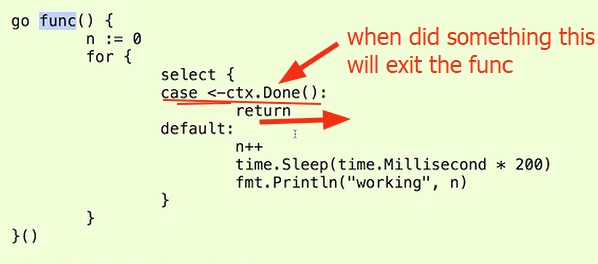 go func() {
n := 0
for {
select {
case <-ctx.Done():
return
default:
n++
time.Sleep(time.Millisecond * 200)
fmt.Println("working", n)
}
}
}()
when did something this
will exit the func